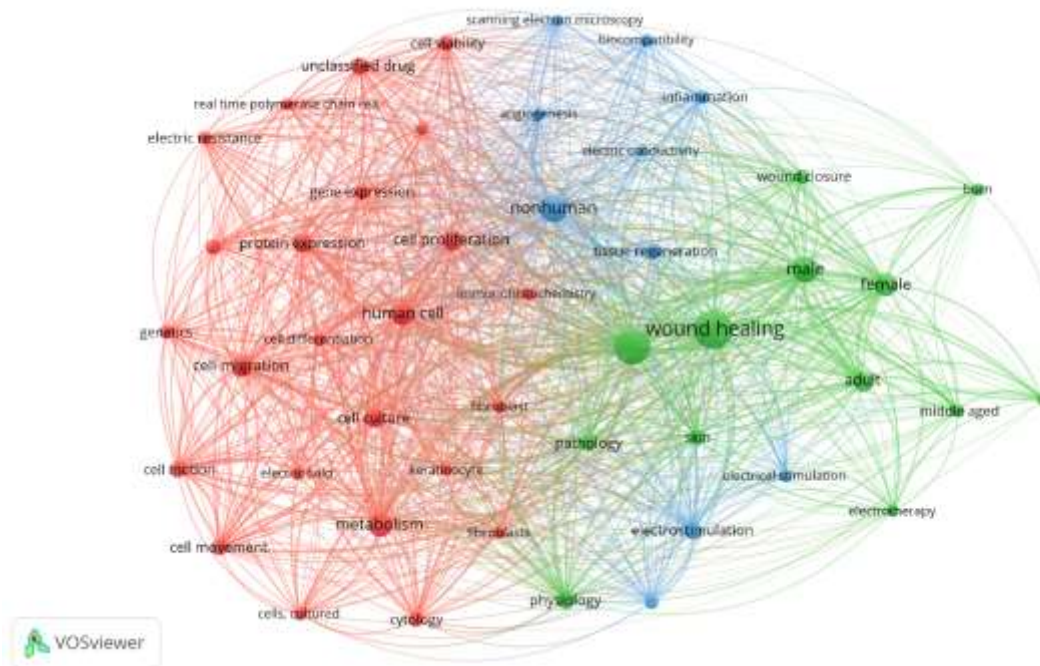 scanning electron microscopy
cell viability
biocompatibility
unclassified drug
inflammation
real time polymerase chain rea
angiogenesis
electric resistance
electric conductivity
wound closure
gene expression
burn
nonhuman
protein expression
cell proliferation
tissue regeneration
male
female
immunohistochemistry
human cell
wound healing
genetics
cell differentiation
cell migration
adult
fibroblast
middle aged
cell culture
pathology
skin
cell motion
electric field
keratinocyte
electrical stimulation
electrotherapy
metabolism
fibroblasts
electrostimulation
cell movement
physiology
cells, cultured
cytology
VOSviewer